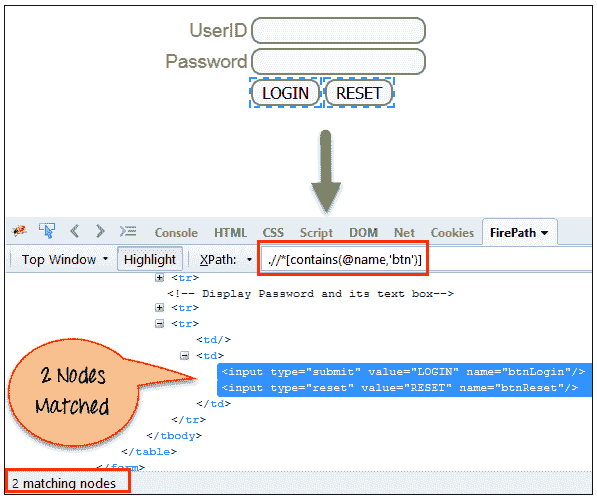 UserID
Password
LOGIN RESET
Console HTML CSS Script DOM Net Cookies FirePath
Top Window Highlight XPath: .//*[contains(@name,'btn')]
<tr>
<!-- Display Password and its text box-->
<tr>
<tr>
<td/>
<td>
<input type="submit" value="LOGIN" name="btnLogin"/>
<input type="reset" value="RESET" name="btnReset"/>
</td>
</tr>
</tbody>
</table>
</form>
2 Nodes
Matched
2 matching nodes